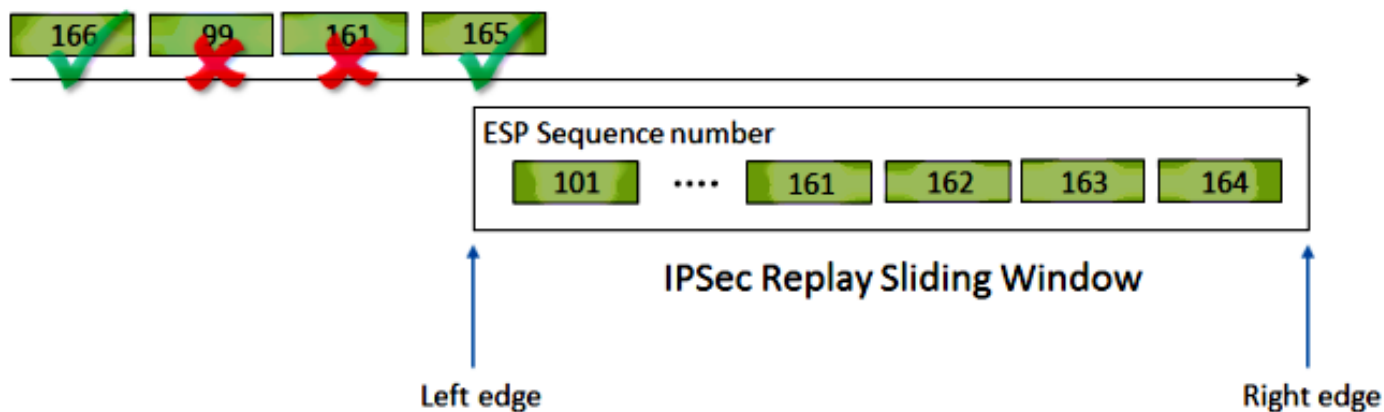 166 99 161 165
ESP Sequence number
101 .... 161 162 163 164
IPSec Replay Sliding Window
Left edge Right edge